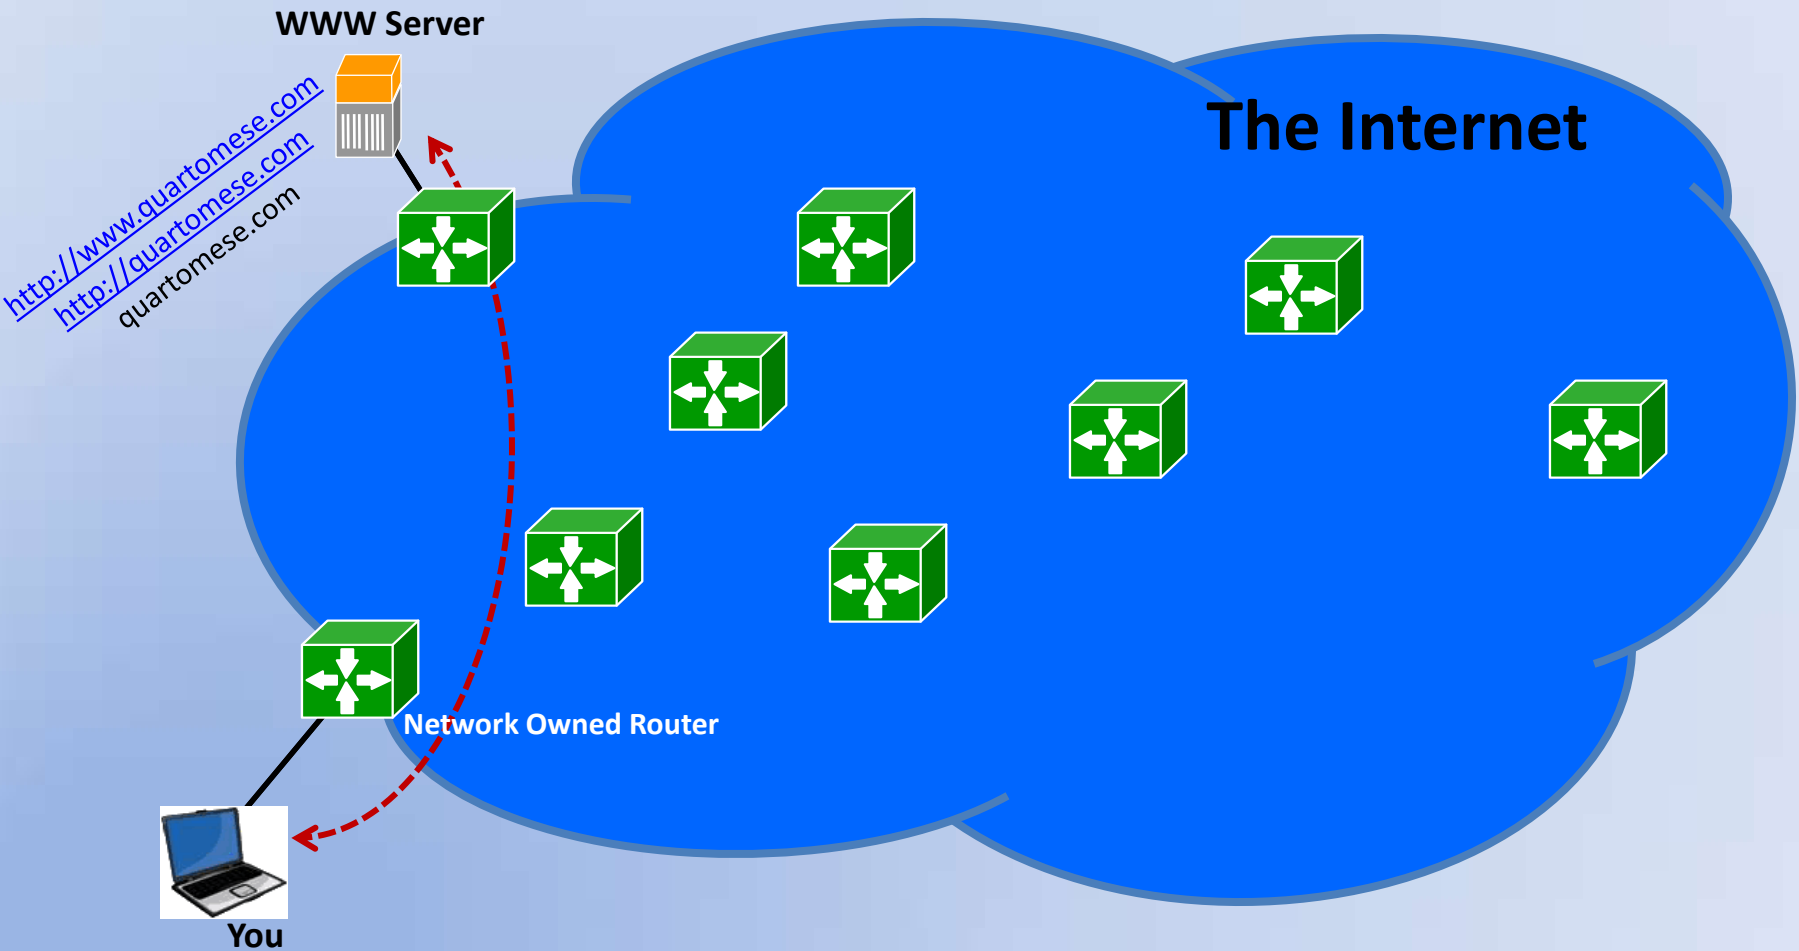 WWW Server
http://www.quartomese.com
http://quartomese.com
quartomese.com
The Internet
Network Owned Router
You